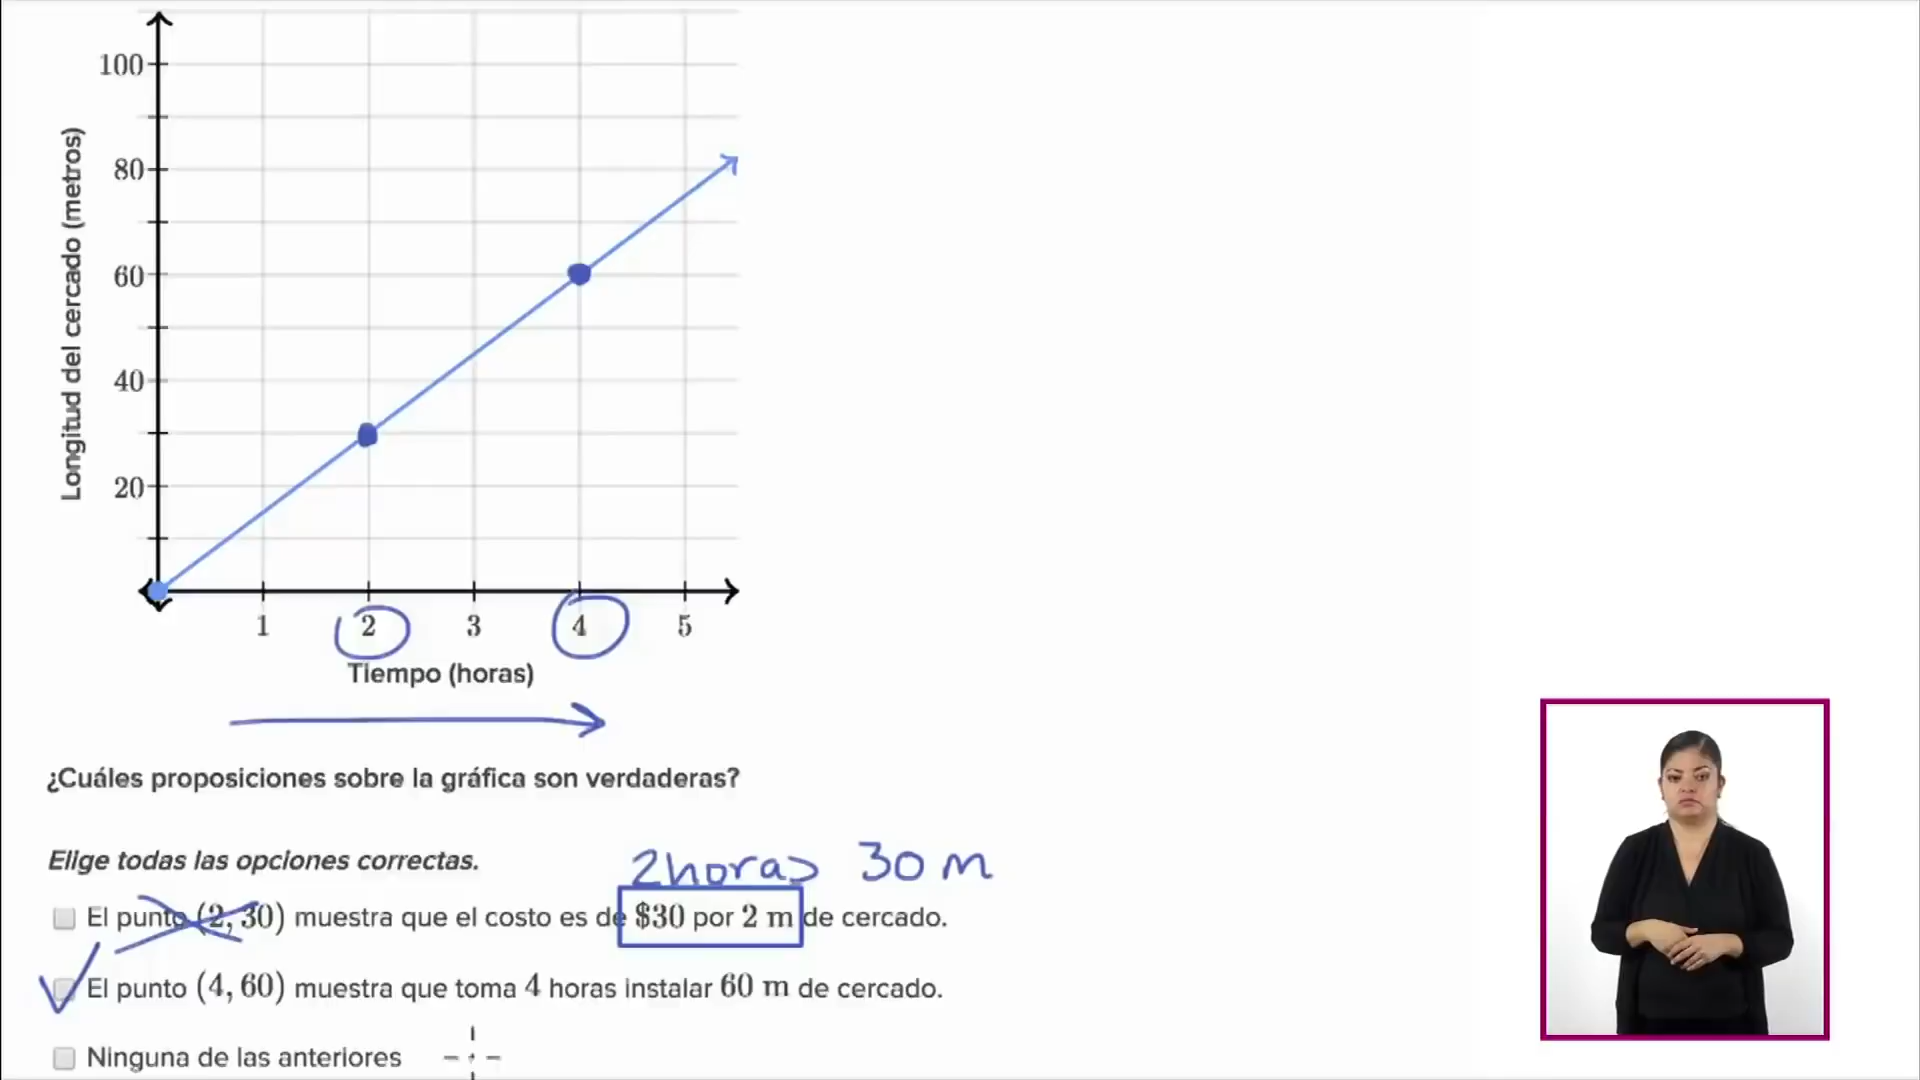 100
80
60
40
20
Longitud del cercado (metros)
1 2 3 4 5
Tiempo (horas)
¿Cuáles proposiciones sobre la gráfica son verdaderas?
Elige todas las opciones correctas.
2 horas 30 m
El punto (2, 30) muestra que el costo es de $30 por 2 m de cercado.
El punto (4, 60) muestra que toma 4 horas instalar 60 m de cercado.
Ninguna de las anteriores